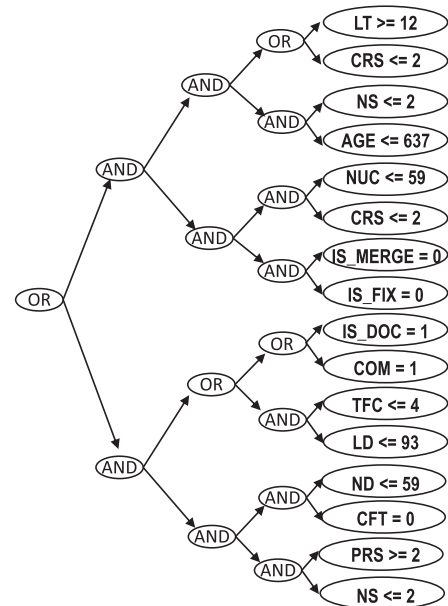 LT >= 12
OR
CRS <= 2
AND
NS <= 2
AND
AGE <= 637
AND
NUC <= 59
AND
CRS <= 2
AND
IS_MERGE = 0
AND
IS_FIX = 0
OR
IS_DOC = 1
OR
COM = 1
OR
TFC <= 4
AND
LD <= 93
AND
ND <= 59
AND
CFT = 0
AND
PRS >= 2
AND
NS <= 2